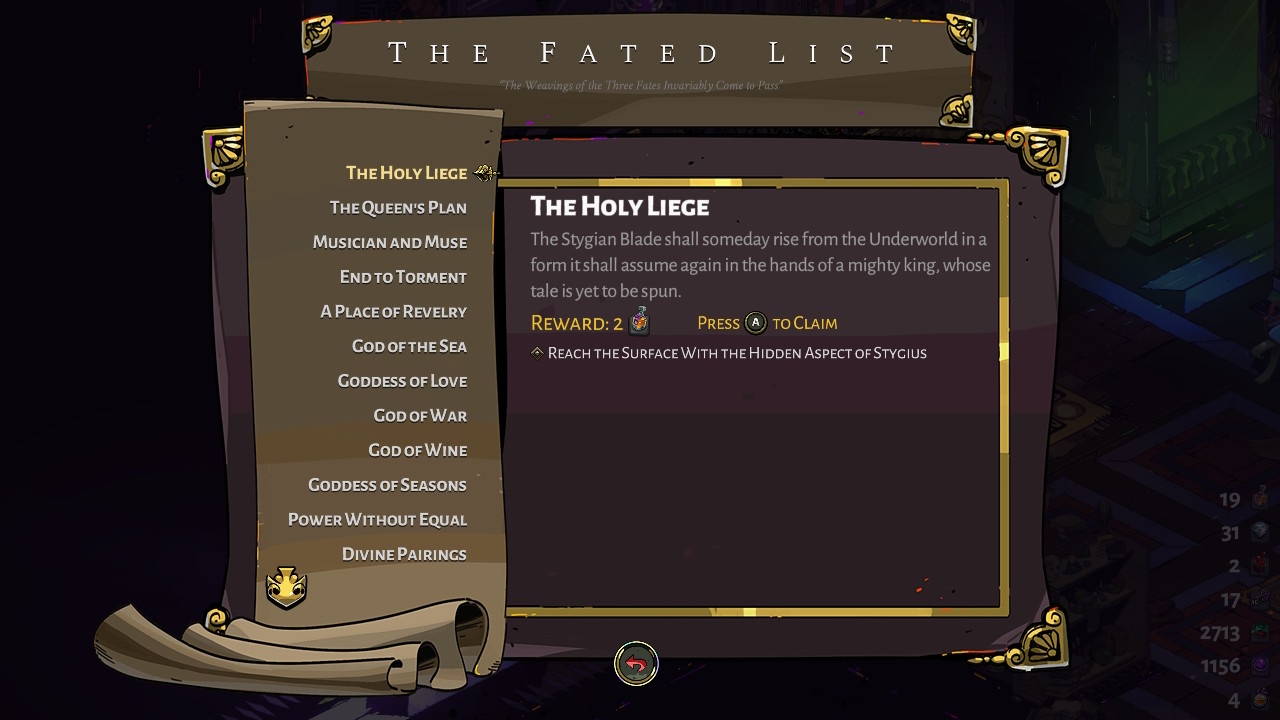 The Fated List
"The Weavings of the Three Fates Invariably Come to Pass"
The Holy Liege
The Queen's Plan
Musician and Muse
End to Torment
A Place of Revelry
God of the Sea
Goddess of Love
God of War
God of Wine
Goddess of Seasons
Power Without Equal
Divine Pairings
The Holy Liege
The Stygian Blade shall someday rise from the Underworld in a
form it shall assume again in the hands of a mighty king, whose
tale is yet to be spun.
Reward: 2 Press A to Claim
Reach the Surface With the Hidden Aspect of Stygius
19
31
2
17
2713
1156
4